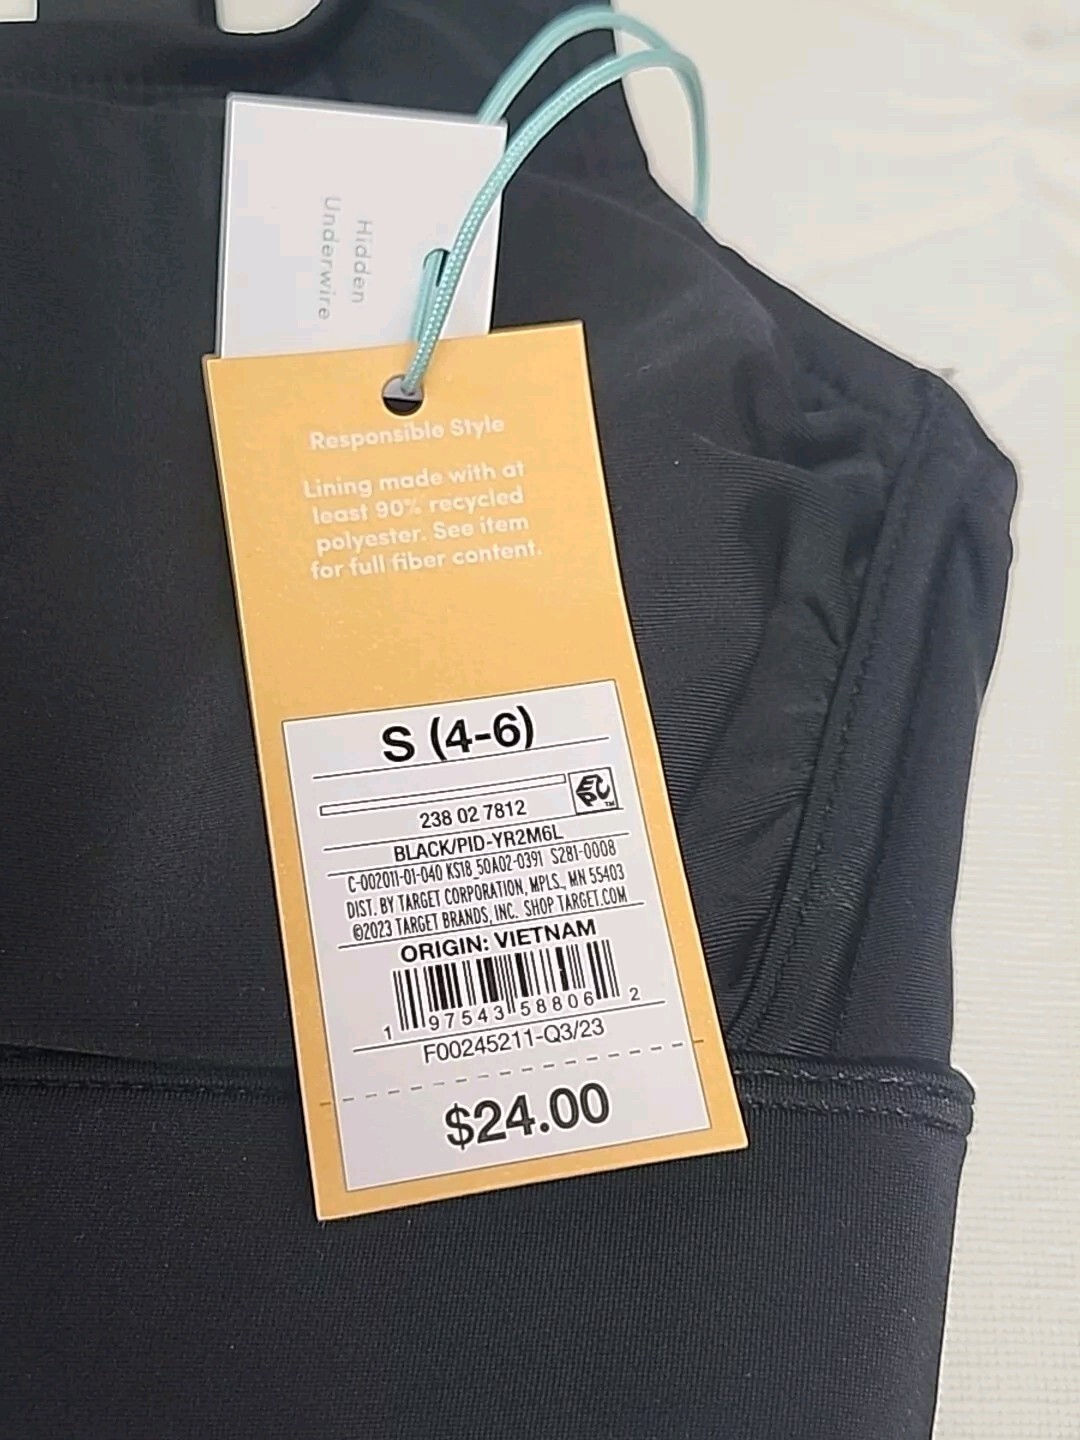 Hidden
Underwire
Responsible Style
Lining made with at
least 90% recycled
polyester. See item
for full fiber content.
S (4-6)
EPC™
238 02 7812
BLACK/PID-YR2M6L
C-002011-01-040 KS18_50A02-0391 S281-0008
DIST. BY TARGET CORPORATION, MPLS., MN 55403
©2023 TARGET BRANDS, INC. SHOP TARGET.COM
ORIGIN: VIETNAM
1 97543 58806 2
F00245211-Q3/23
$24.00